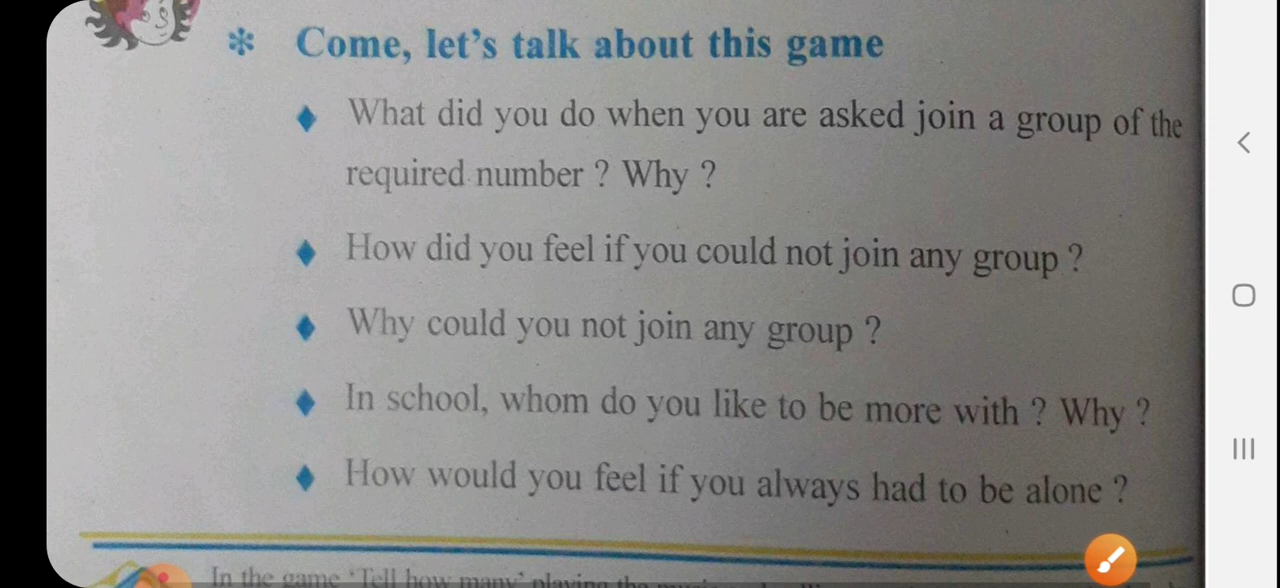 * Come, let's talk about this game
♦ What did you do when you are asked join a group of the
required number ? Why ?
♦ How did you feel if you could not join any group ?
♦ Why could you not join any group ?
♦ In school, whom do you like to be more with ? Why ?
♦ How would you feel if you always had to be alone ?
In the game 'Tell how many' playing the